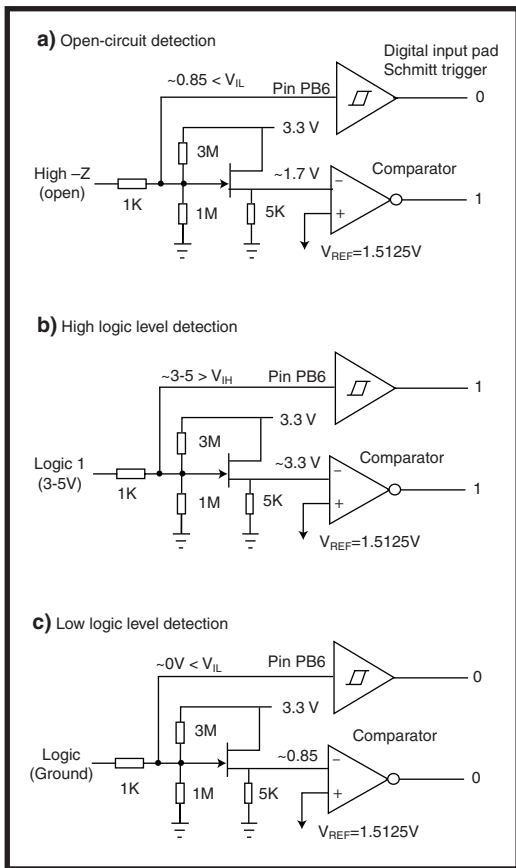 a) Open-circuit detection
Digital input pad
Schmitt trigger
~0.85 < VIL
Pin PB6
0
3.3 V
3M
High –Z
(open)
~1.7 V
Comparator
1K
1M
5K
−
+
1
VREF=1.5125V
b) High logic level detection
~3-5 > VIH
Pin PB6
1
3.3 V
3M
Logic 1
(3-5V)
~3.3 V
Comparator
1K
1M
5K
−
+
1
VREF=1.5125V
c) Low logic level detection
~0V < VIL
Pin PB6
0
3.3 V
3M
Logic
(Ground)
~0.85
Comparator
1K
1M
5K
−
+
0
VREF=1.5125V